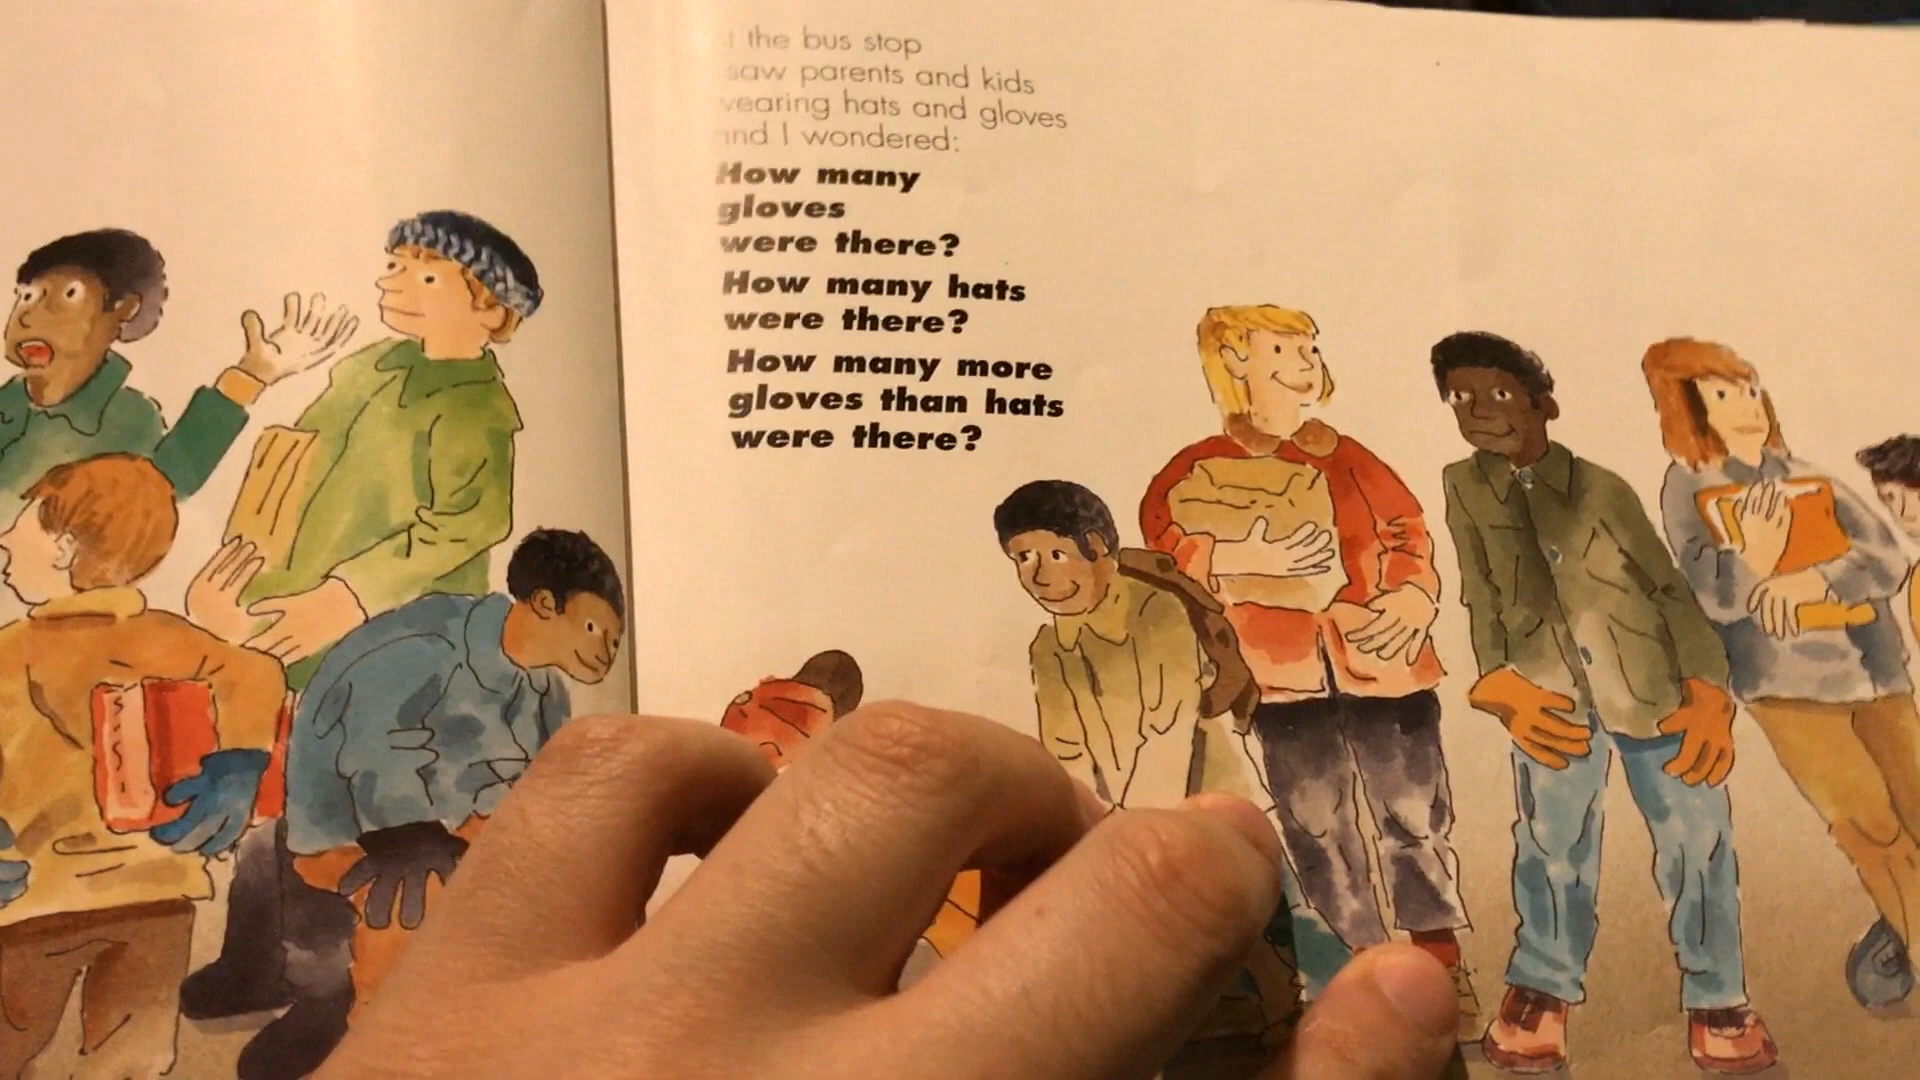 the bus stop
saw parents and kids
wearing hats and gloves
and I wondered:
How many
gloves
were there?
How many hats
were there?
How many more
gloves than hats
were there?